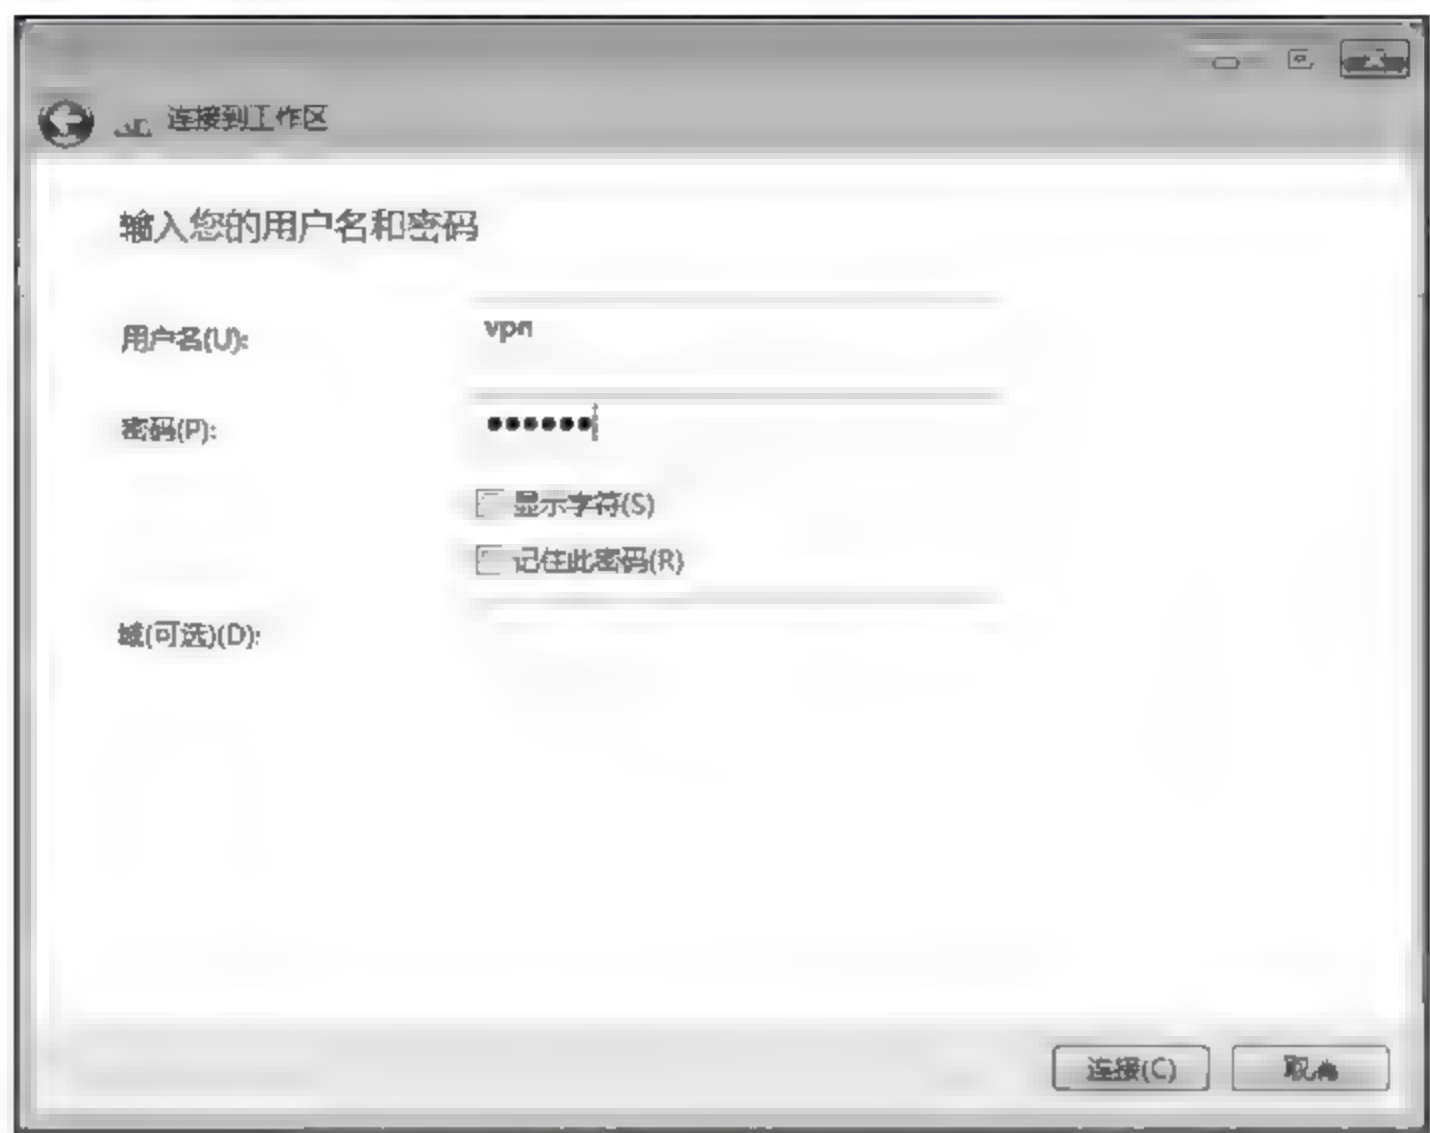 连接到工作区
输入您的用户名和密码
用户名(U):
vpn
密码(P):
●●●●●●
显示字符(S)
记住此密码(R)
域(可选)(D):
连接(C)
取消